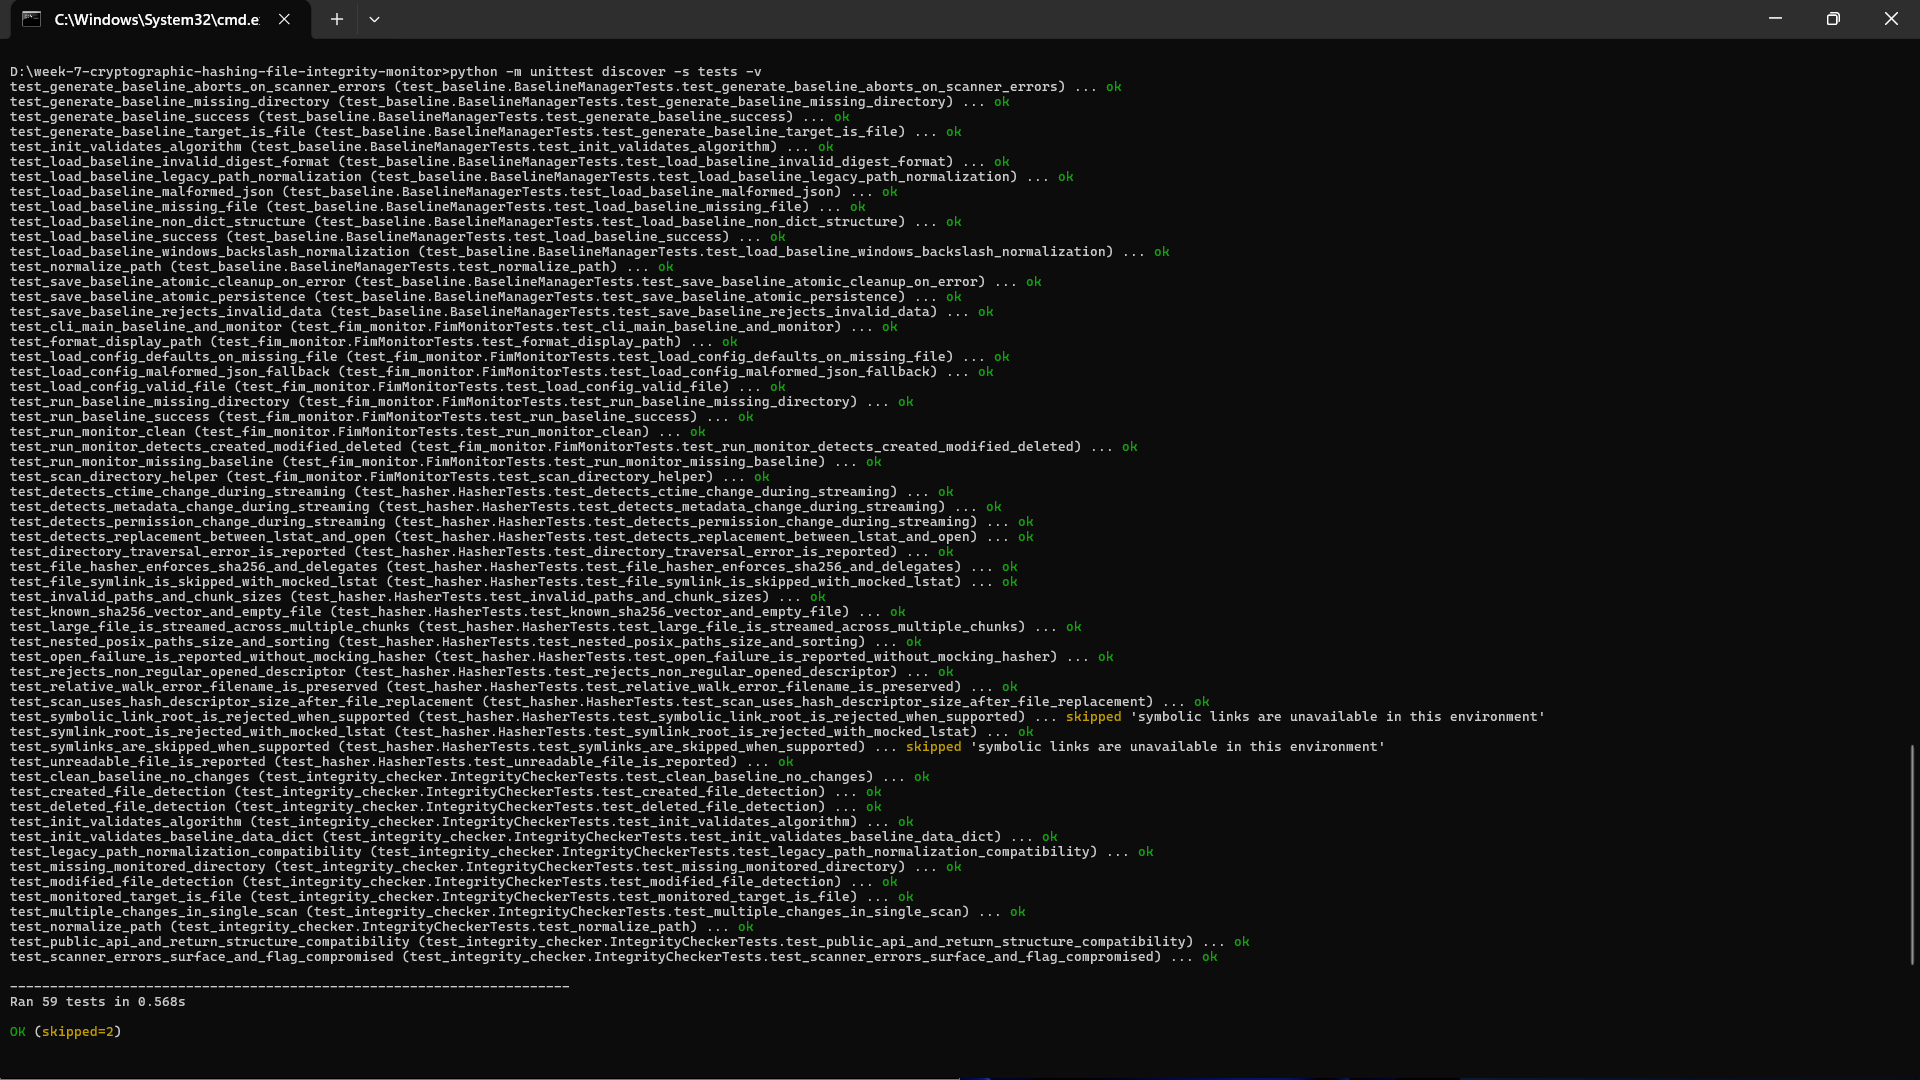 C:\Windows\System32\cmd.e
D:\week-7-cryptographic-hashing-file-integrity-monitor>python -m unittest discover -s tests -v
test_generate_baseline_aborts_on_scanner_errors (test_baseline.BaselineManagerTests.test_generate_baseline_aborts_on_scanner_errors) ... ok
test_generate_baseline_missing_directory (test_baseline.BaselineManagerTests.test_generate_baseline_missing_directory) ... ok
test_generate_baseline_success (test_baseline.BaselineManagerTests.test_generate_baseline_success) ... ok
test_generate_baseline_target_is_file (test_baseline.BaselineManagerTests.test_generate_baseline_target_is_file) ... ok
test_init_validates_algorithm (test_baseline.BaselineManagerTests.test_init_validates_algorithm) ... ok
test_load_baseline_invalid_digest_format (test_baseline.BaselineManagerTests.test_load_baseline_invalid_digest_format) ... ok
test_load_baseline_legacy_path_normalization (test_baseline.BaselineManagerTests.test_load_baseline_legacy_path_normalization) ... ok
test_load_baseline_malformed_json (test_baseline.BaselineManagerTests.test_load_baseline_malformed_json) ... ok
test_load_baseline_missing_file (test_baseline.BaselineManagerTests.test_load_baseline_missing_file) ... ok
test_load_baseline_non_dict_structure (test_baseline.BaselineManagerTests.test_load_baseline_non_dict_structure) ... ok
test_load_baseline_success (test_baseline.BaselineManagerTests.test_load_baseline_success) ... ok
test_load_baseline_windows_backslash_normalization (test_baseline.BaselineManagerTests.test_load_baseline_windows_backslash_normalization) ... ok
test_normalize_path (test_baseline.BaselineManagerTests.test_normalize_path) ... ok
test_save_baseline_atomic_cleanup_on_error (test_baseline.BaselineManagerTests.test_save_baseline_atomic_cleanup_on_error) ... ok
test_save_baseline_atomic_persistence (test_baseline.BaselineManagerTests.test_save_baseline_atomic_persistence) ... ok
test_save_baseline_rejects_invalid_data (test_baseline.BaselineManagerTests.test_save_baseline_rejects_invalid_data) ... ok
test_cli_main_baseline_and_monitor (test_fim_monitor.FimMonitorTests.test_cli_main_baseline_and_monitor) ... ok
test_format_display_path (test_fim_monitor.FimMonitorTests.test_format_display_path) ... ok
test_load_config_defaults_on_missing_file (test_fim_monitor.FimMonitorTests.test_load_config_defaults_on_missing_file) ... ok
test_load_config_malformed_json_fallback (test_fim_monitor.FimMonitorTests.test_load_config_malformed_json_fallback) ... ok
test_load_config_valid_file (test_fim_monitor.FimMonitorTests.test_load_config_valid_file) ... ok
test_run_baseline_missing_directory (test_fim_monitor.FimMonitorTests.test_run_baseline_missing_directory) ... ok
test_run_baseline_success (test_fim_monitor.FimMonitorTests.test_run_baseline_success) ... ok
test_run_monitor_clean (test_fim_monitor.FimMonitorTests.test_run_monitor_clean) ... ok
test_run_monitor_detects_created_modified_deleted (test_fim_monitor.FimMonitorTests.test_run_monitor_detects_created_modified_deleted) ... ok
test_run_monitor_missing_baseline (test_fim_monitor.FimMonitorTests.test_run_monitor_missing_baseline) ... ok
test_scan_directory_helper (test_fim_monitor.FimMonitorTests.test_scan_directory_helper) ... ok
test_detects_ctime_change_during_streaming (test_hasher.HasherTests.test_detects_ctime_change_during_streaming) ... ok
test_detects_metadata_change_during_streaming (test_hasher.HasherTests.test_detects_metadata_change_during_streaming) ... ok
test_detects_permission_change_during_streaming (test_hasher.HasherTests.test_detects_permission_change_during_streaming) ... ok
test_detects_replacement_between_lstat_and_open (test_hasher.HasherTests.test_detects_replacement_between_lstat_and_open) ... ok
test_directory_traversal_error_is_reported (test_hasher.HasherTests.test_directory_traversal_error_is_reported) ... ok
test_file_hasher_enforces_sha256_and_delegates (test_hasher.HasherTests.test_file_hasher_enforces_sha256_and_delegates) ... ok
test_file_symlink_is_skipped_with_mocked_lstat (test_hasher.HasherTests.test_file_symlink_is_skipped_with_mocked_lstat) ... ok
test_invalid_paths_and_chunk_sizes (test_hasher.HasherTests.test_invalid_paths_and_chunk_sizes) ... ok
test_known_sha256_vector_and_empty_file (test_hasher.HasherTests.test_known_sha256_vector_and_empty_file) ... ok
test_large_file_is_streamed_across_multiple_chunks (test_hasher.HasherTests.test_large_file_is_streamed_across_multiple_chunks) ... ok
test_nested_posix_paths_size_and_sorting (test_hasher.HasherTests.test_nested_posix_paths_size_and_sorting) ... ok
test_open_failure_is_reported_without_mocking_hasher (test_hasher.HasherTests.test_open_failure_is_reported_without_mocking_hasher) ... ok
test_rejects_non_regular_opened_descriptor (test_hasher.HasherTests.test_rejects_non_regular_opened_descriptor) ... ok
test_relative_walk_error_filename_is_preserved (test_hasher.HasherTests.test_relative_walk_error_filename_is_preserved) ... ok
test_scan_uses_hash_descriptor_size_after_file_replacement (test_hasher.HasherTests.test_scan_uses_hash_descriptor_size_after_file_replacement) ... ok
test_symbolic_link_root_is_rejected_when_supported (test_hasher.HasherTests.test_symbolic_link_root_is_rejected_when_supported) ... skipped 'symbolic links are unavailable in this environment'
test_symlink_root_is_rejected_with_mocked_lstat (test_hasher.HasherTests.test_symlink_root_is_rejected_with_mocked_lstat) ... ok
test_symlinks_are_skipped_when_supported (test_hasher.HasherTests.test_symlinks_are_skipped_when_supported) ... skipped 'symbolic links are unavailable in this environment'
test_unreadable_file_is_reported (test_hasher.HasherTests.test_unreadable_file_is_reported) ... ok
test_clean_baseline_no_changes (test_integrity_checker.IntegrityCheckerTests.test_clean_baseline_no_changes) ... ok
test_created_file_detection (test_integrity_checker.IntegrityCheckerTests.test_created_file_detection) ... ok
test_deleted_file_detection (test_integrity_checker.IntegrityCheckerTests.test_deleted_file_detection) ... ok
test_init_validates_algorithm (test_integrity_checker.IntegrityCheckerTests.test_init_validates_algorithm) ... ok
test_init_validates_baseline_data_dict (test_integrity_checker.IntegrityCheckerTests.test_init_validates_baseline_data_dict) ... ok
test_legacy_path_normalization_compatibility (test_integrity_checker.IntegrityCheckerTests.test_legacy_path_normalization_compatibility) ... ok
test_missing_monitored_directory (test_integrity_checker.IntegrityCheckerTests.test_missing_monitored_directory) ... ok
test_modified_file_detection (test_integrity_checker.IntegrityCheckerTests.test_modified_file_detection) ... ok
test_monitored_target_is_file (test_integrity_checker.IntegrityCheckerTests.test_monitored_target_is_file) ... ok
test_multiple_changes_in_single_scan (test_integrity_checker.IntegrityCheckerTests.test_multiple_changes_in_single_scan) ... ok
test_normalize_path (test_integrity_checker.IntegrityCheckerTests.test_normalize_path) ... ok
test_public_api_and_return_structure_compatibility (test_integrity_checker.IntegrityCheckerTests.test_public_api_and_return_structure_compatibility) ... ok
test_scanner_errors_surface_and_flag_compromised (test_integrity_checker.IntegrityCheckerTests.test_scanner_errors_surface_and_flag_compromised) ... ok
----------------------------------------------------------------------
Ran 59 tests in 0.568s
OK (skipped=2)